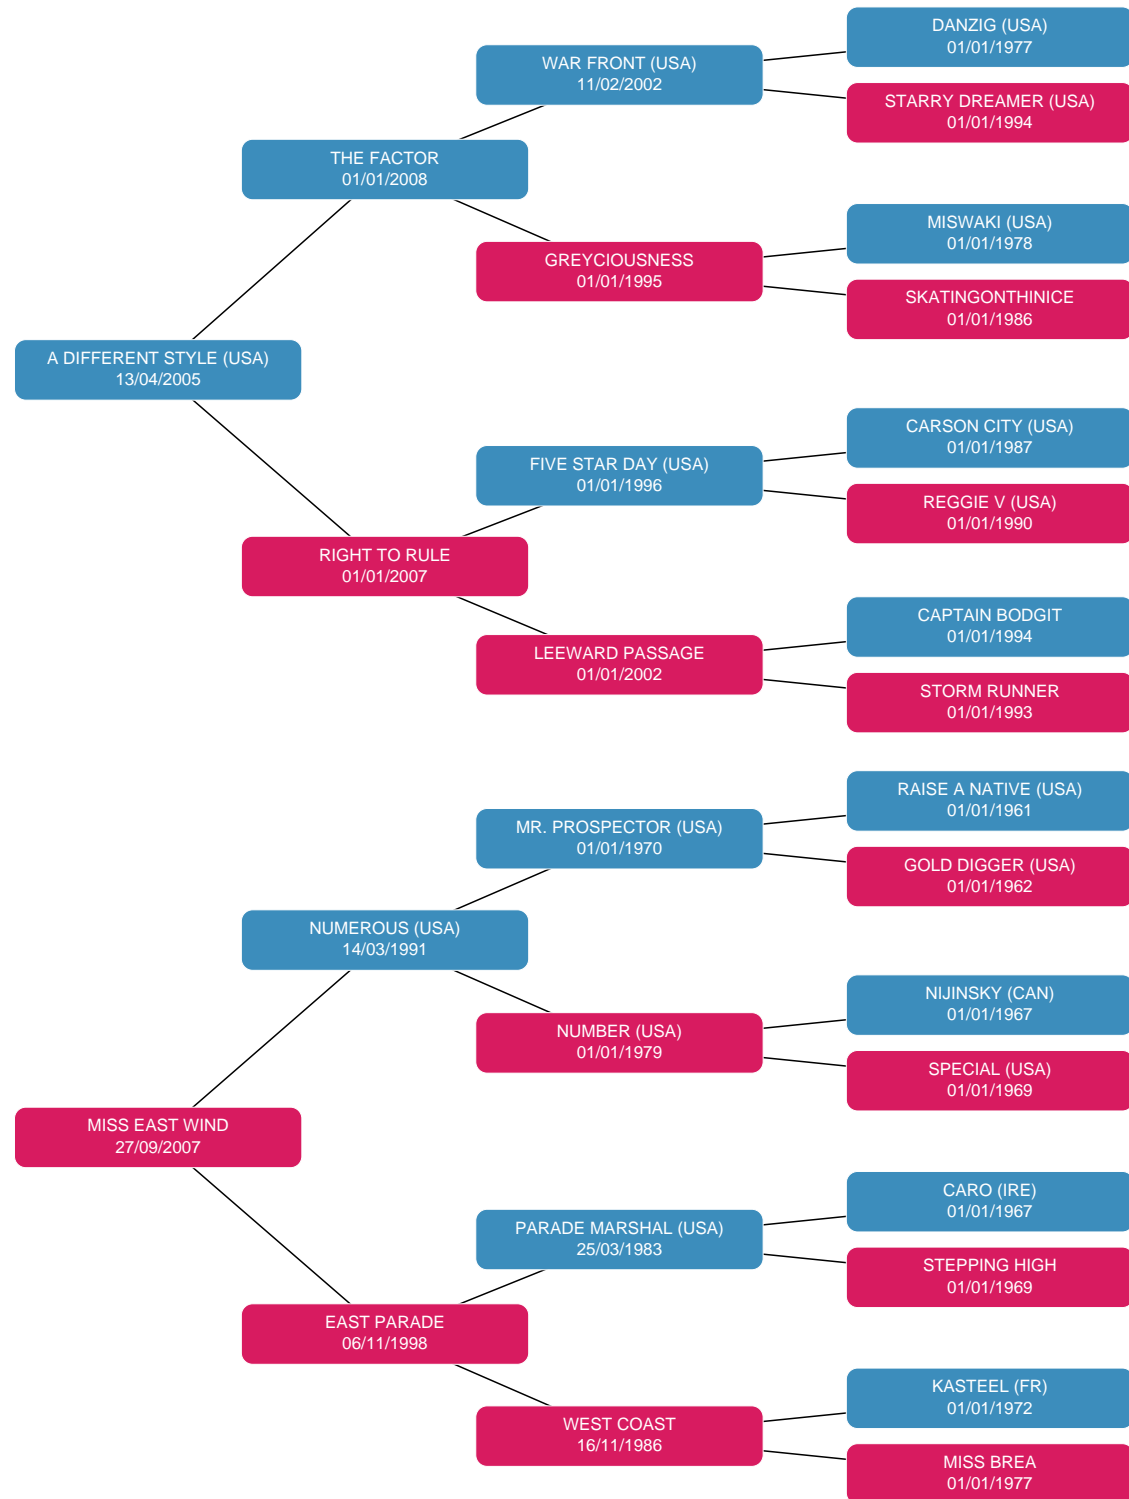 DANZIG (USA)
01/01/1977
WAR FRONT (USA)
11/02/2002
STARRY DREAMER (USA)
01/01/1994
THE FACTOR
01/01/2008
MISWAKI (USA)
01/01/1978
GREYCIOUSNESS
01/01/1995
SKATINGONTHINICE
01/01/1986
A DIFFERENT STYLE (USA)
13/04/2005
CARSON CITY (USA)
01/01/1987
FIVE STAR DAY (USA)
01/01/1996
REGGIE V (USA)
01/01/1990
RIGHT TO RULE
01/01/2007
CAPTAIN BODGIT
01/01/1994
LEEWARD PASSAGE
01/01/2002
STORM RUNNER
01/01/1993
RAISE A NATIVE (USA)
01/01/1961
MR. PROSPECTOR (USA)
01/01/1970
GOLD DIGGER (USA)
01/01/1962
NUMEROUS (USA)
14/03/1991
NIJINSKY (CAN)
01/01/1967
NUMBER (USA)
01/01/1979
SPECIAL (USA)
01/01/1969
MISS EAST WIND
27/09/2007
CARO (IRE)
01/01/1967
PARADE MARSHAL (USA)
25/03/1983
STEPPING HIGH
01/01/1969
EAST PARADE
06/11/1998
KASTEEL (FR)
01/01/1972
WEST COAST
16/11/1986
MISS BREA
01/01/1977